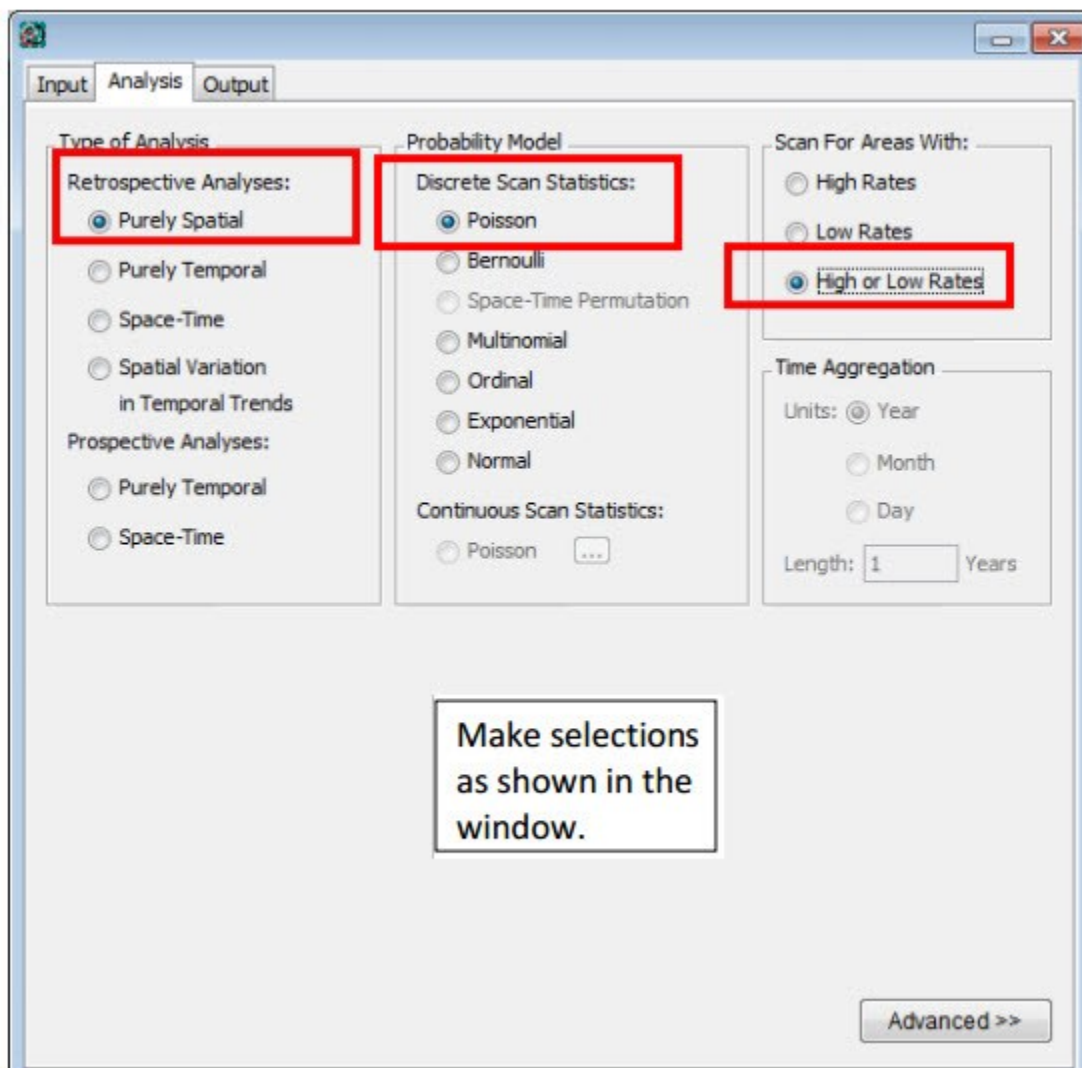 Input Analysis Output
Type of Analysis
Retrospective Analyses:
Purely Spatial
Purely Temporal
Space-Time
Spatial Variation
in Temporal Trends
Prospective Analyses:
Purely Temporal
Space-Time
Probability Model
Discrete Scan Statistics:
Poisson
Bernoulli
Space-Time Permutation
Multinomial
Ordinal
Exponential
Normal
Continuous Scan Statistics:
Poisson ...
Scan For Areas With:
High Rates
Low Rates
High or Low Rates
Time Aggregation
Units: Year
Month
Day
Length: 1 Years
Make selections
as shown in the
window.
Advanced >>